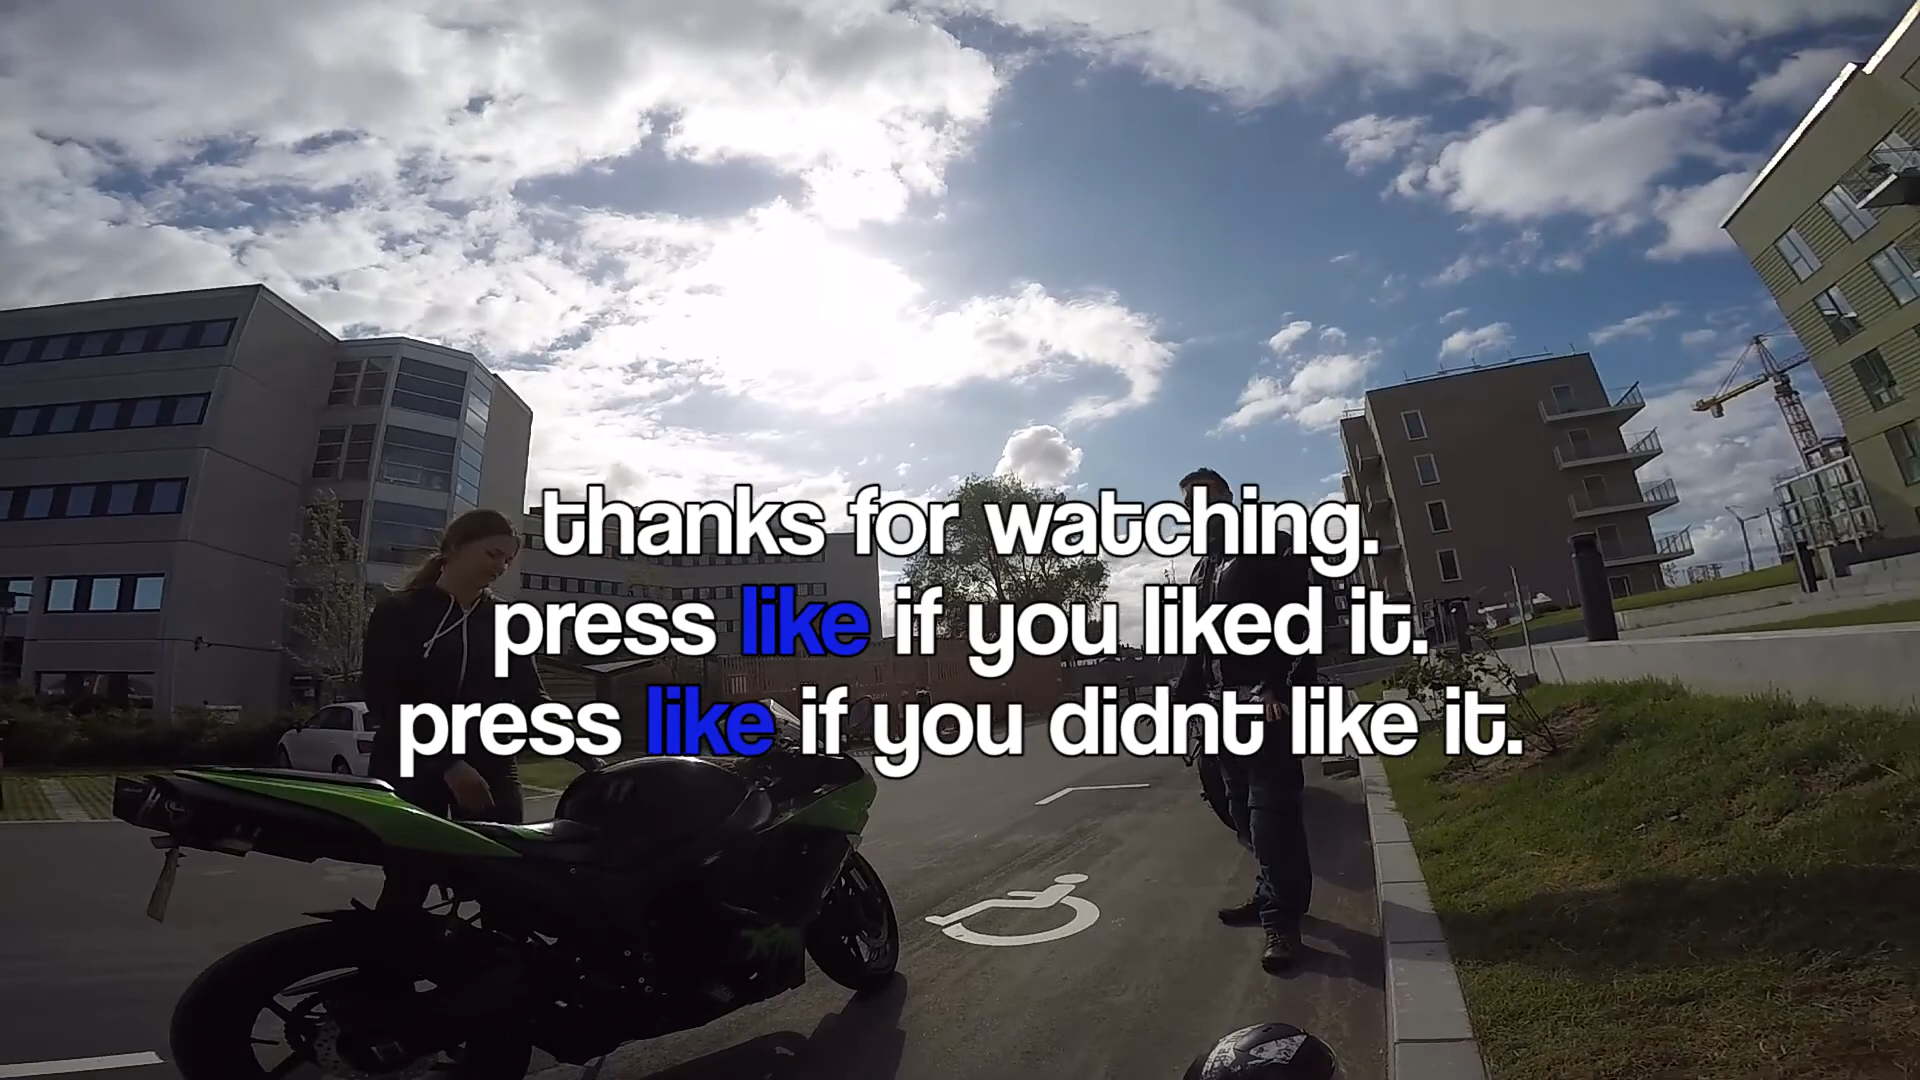 thanks for watching.
press like if you liked it.
press like if you didnt like it.